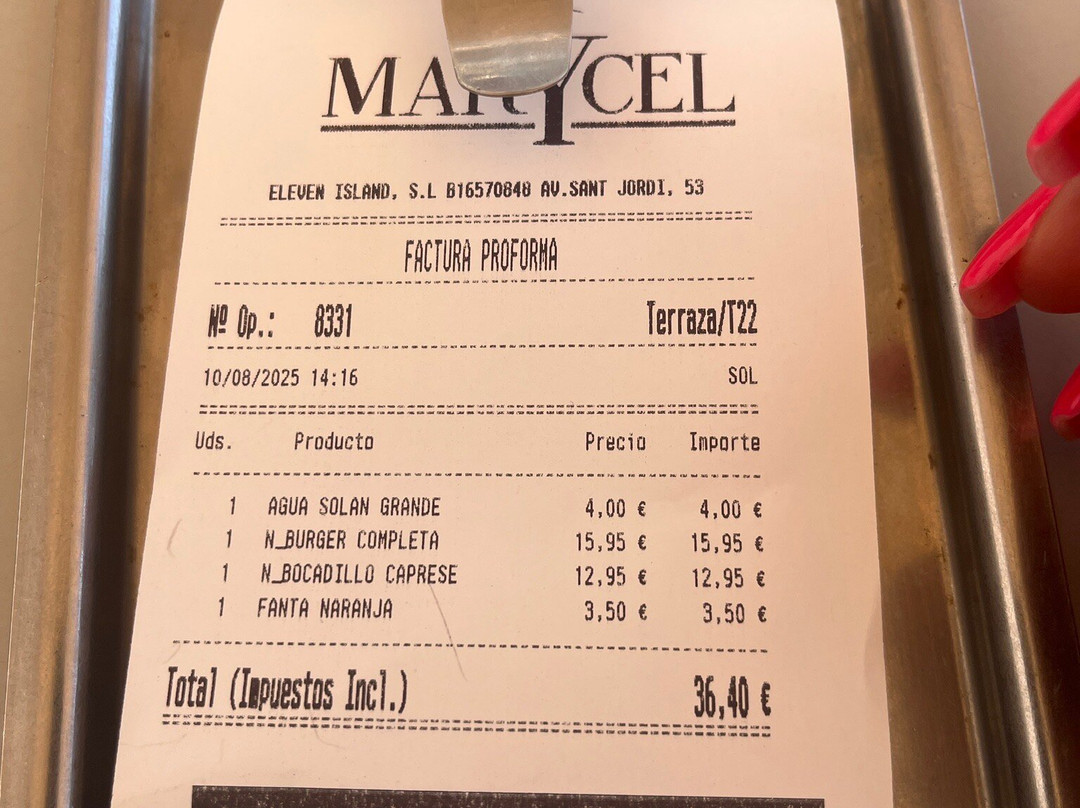 MARYCEL
ELEVEN ISLAND, S.L B16570848 AV.SANT JORDI, 53
FACTURA PROFORMA
Nº Op.: 8331 Terraza/T22
10/08/2025 14:16 SOL
Uds. Producto Precio Importe
1 AGUA SOLAN GRANDE 4,00 € 4,00 €
1 N_BURGER COMPLETA 15,95 € 15,95 €
1 N_BOCADILLO CAPRESE 12,95 € 12,95 €
1 FANTA NARANJA 3,50 € 3,50 €
Total (Impuestos Incl.) 36,40 €